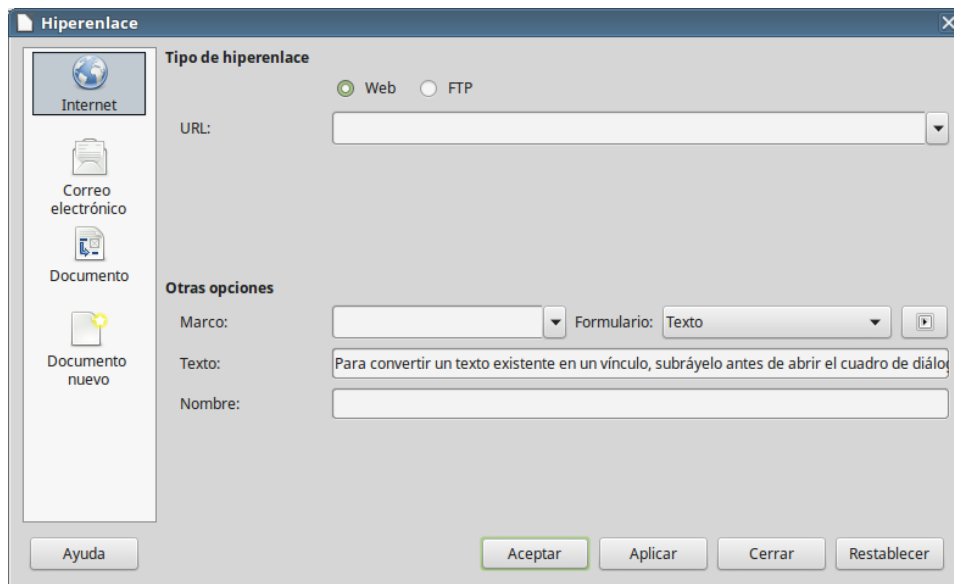 Hiperenlace
Internet
Correo
electrónico
Documento
Documento
nuevo
Tipo de hiperenlace
Web FTP
URL:
Otras opciones
Marco: Formulario: Texto
Texto: Para convertir un texto existente en un vínculo, subráyelo antes de abrir el cuadro de
Nombre:
Ayuda Aceptar Aplicar Cerrar Restablecer